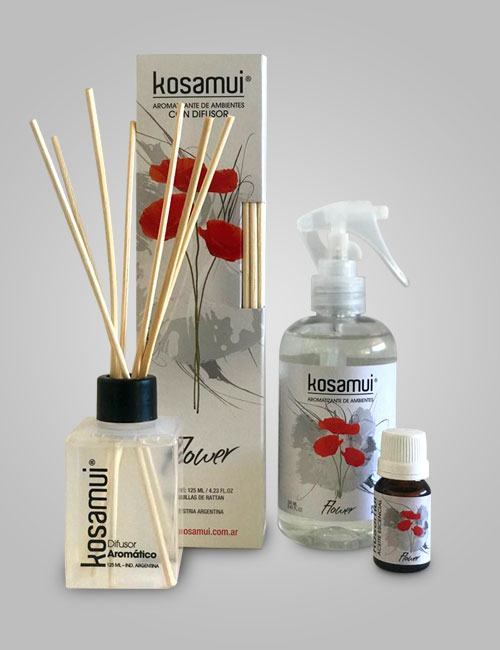 kosamui®
AROMATIZANTE DE AMBIENTES
CON DIFUSOR
Flower
125 ML / 4.23 FL.OZ
DE RATTAN
INDUSTRIA ARGENTINA
kosamui.com.ar
kosamui®
Difusor
Aromático
125 ML - IND. ARGENTINA
kosamui®
AROMATIZANTE DE AMBIENTES
Flower
ACEITE ESENCIAL
Flower